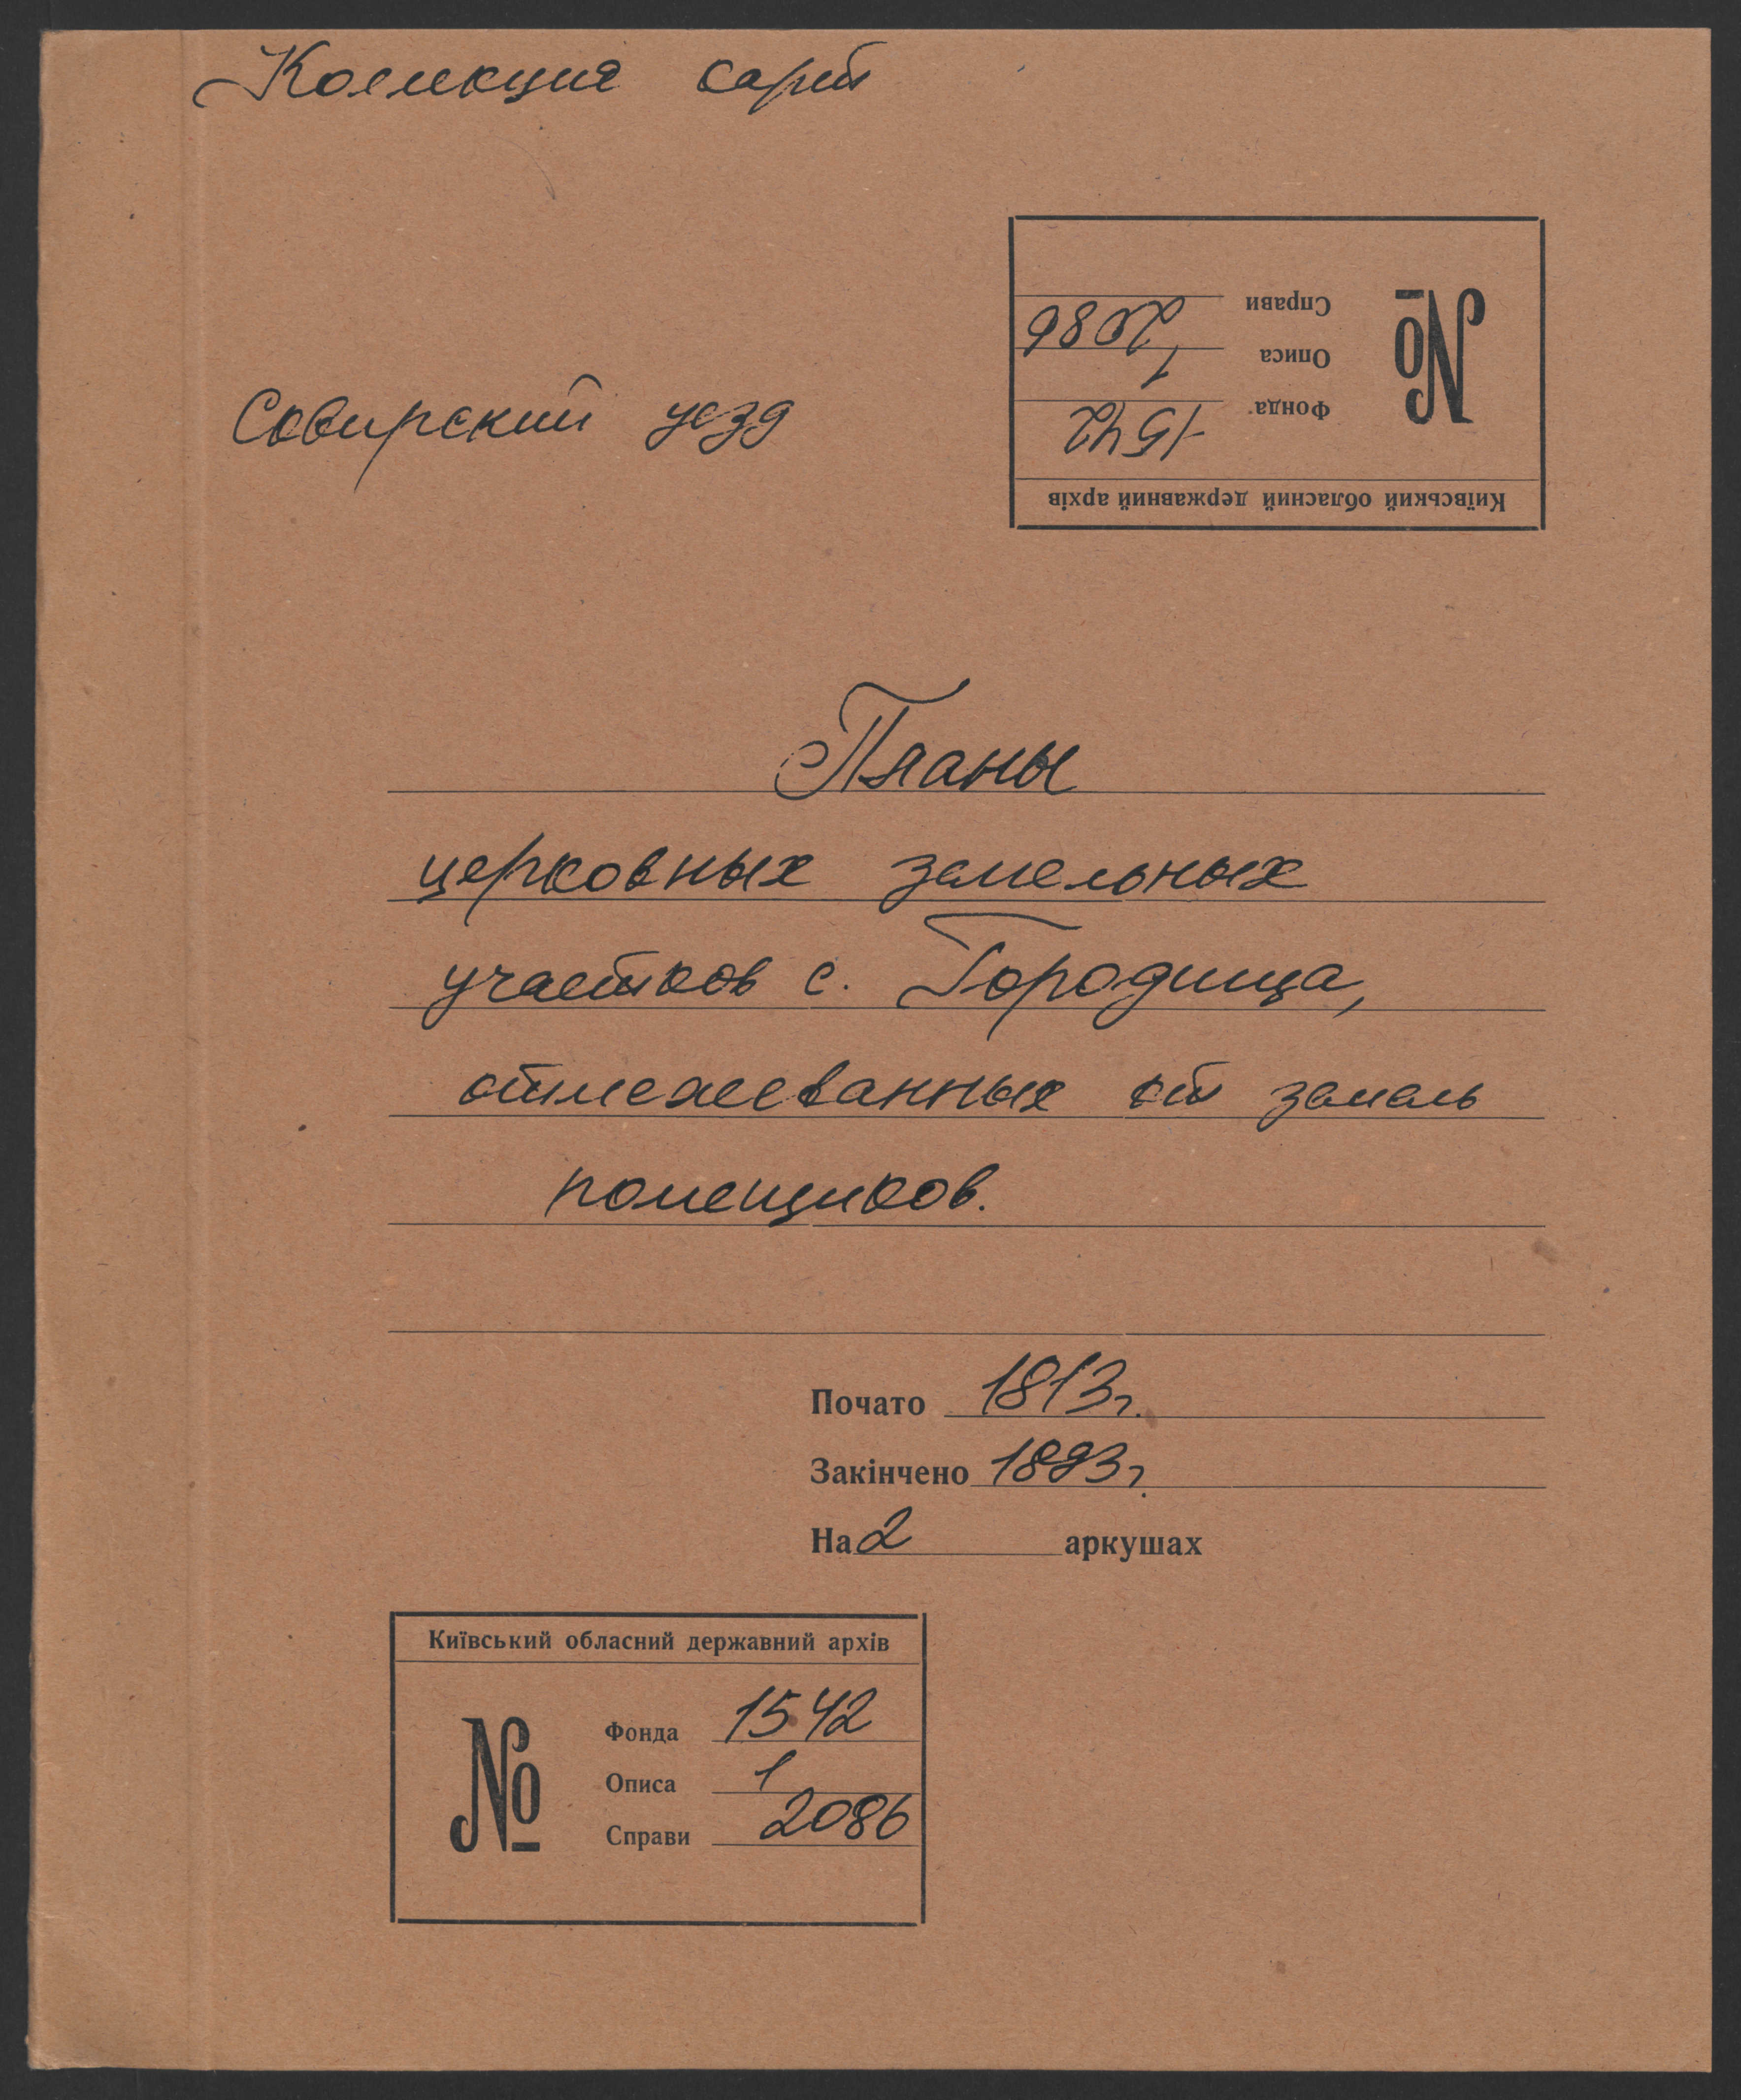 Коллекция карт
Справи 2086
Описа 1
Фонда 1542
№
Київський обласний державний архів
Сквирский уезд
Планы
церковных земельных
участков с. Городища,
отмежеванных от земель
помещиков.
Почато 1813г.
Закінчено 1893г.
На 2 аркушах
Київський обласний державний архів
№
Фонда 1542
Описа 1
Справи 2086